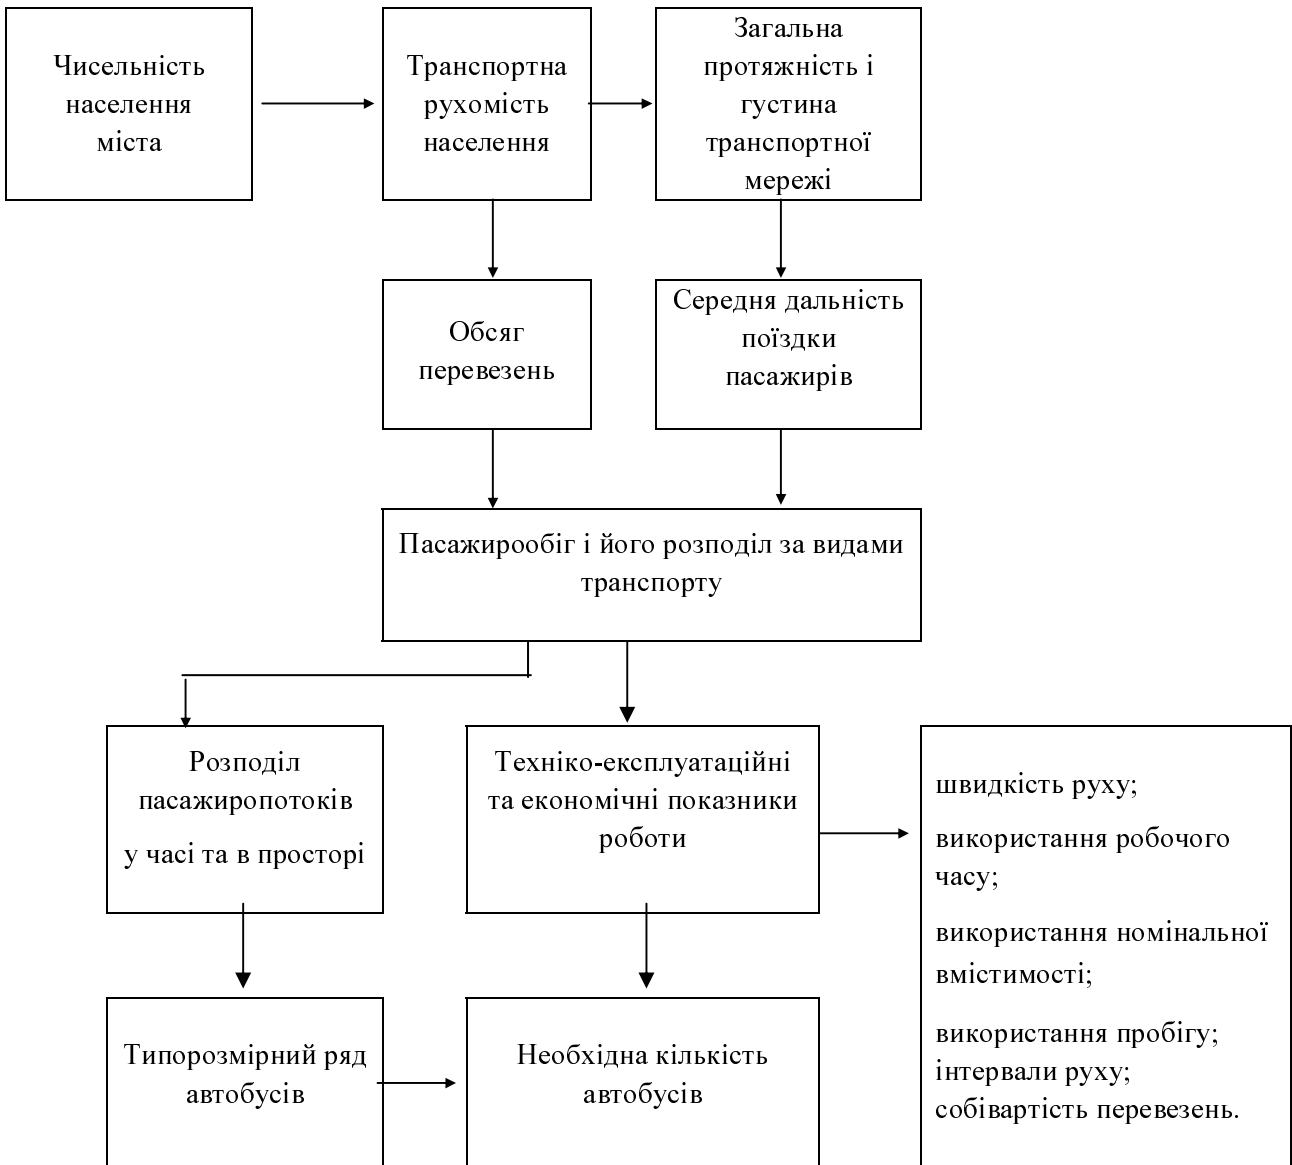 Чисельність
населення
міста
Транспортна
рухомість
населення
Загальна
протяжність і
густина
транспортної
мережі
Обсяг
перевезень
Середня дальність
поїздки
пасажирів
Пасажирообіг і його розподіл за видами
транспорту
Розподіл
пасажиропотоків
у часі та в просторі
Техніко-експлуатаційні
та економічні показники
роботи
швидкість руху;
використання робочого
часу;
використання номінальної
вмістимості;
використання пробігу;
інтервали руху;
собівартість перевезень.
Типорозмірний ряд
автобусів
Необхідна кількість
автобусів